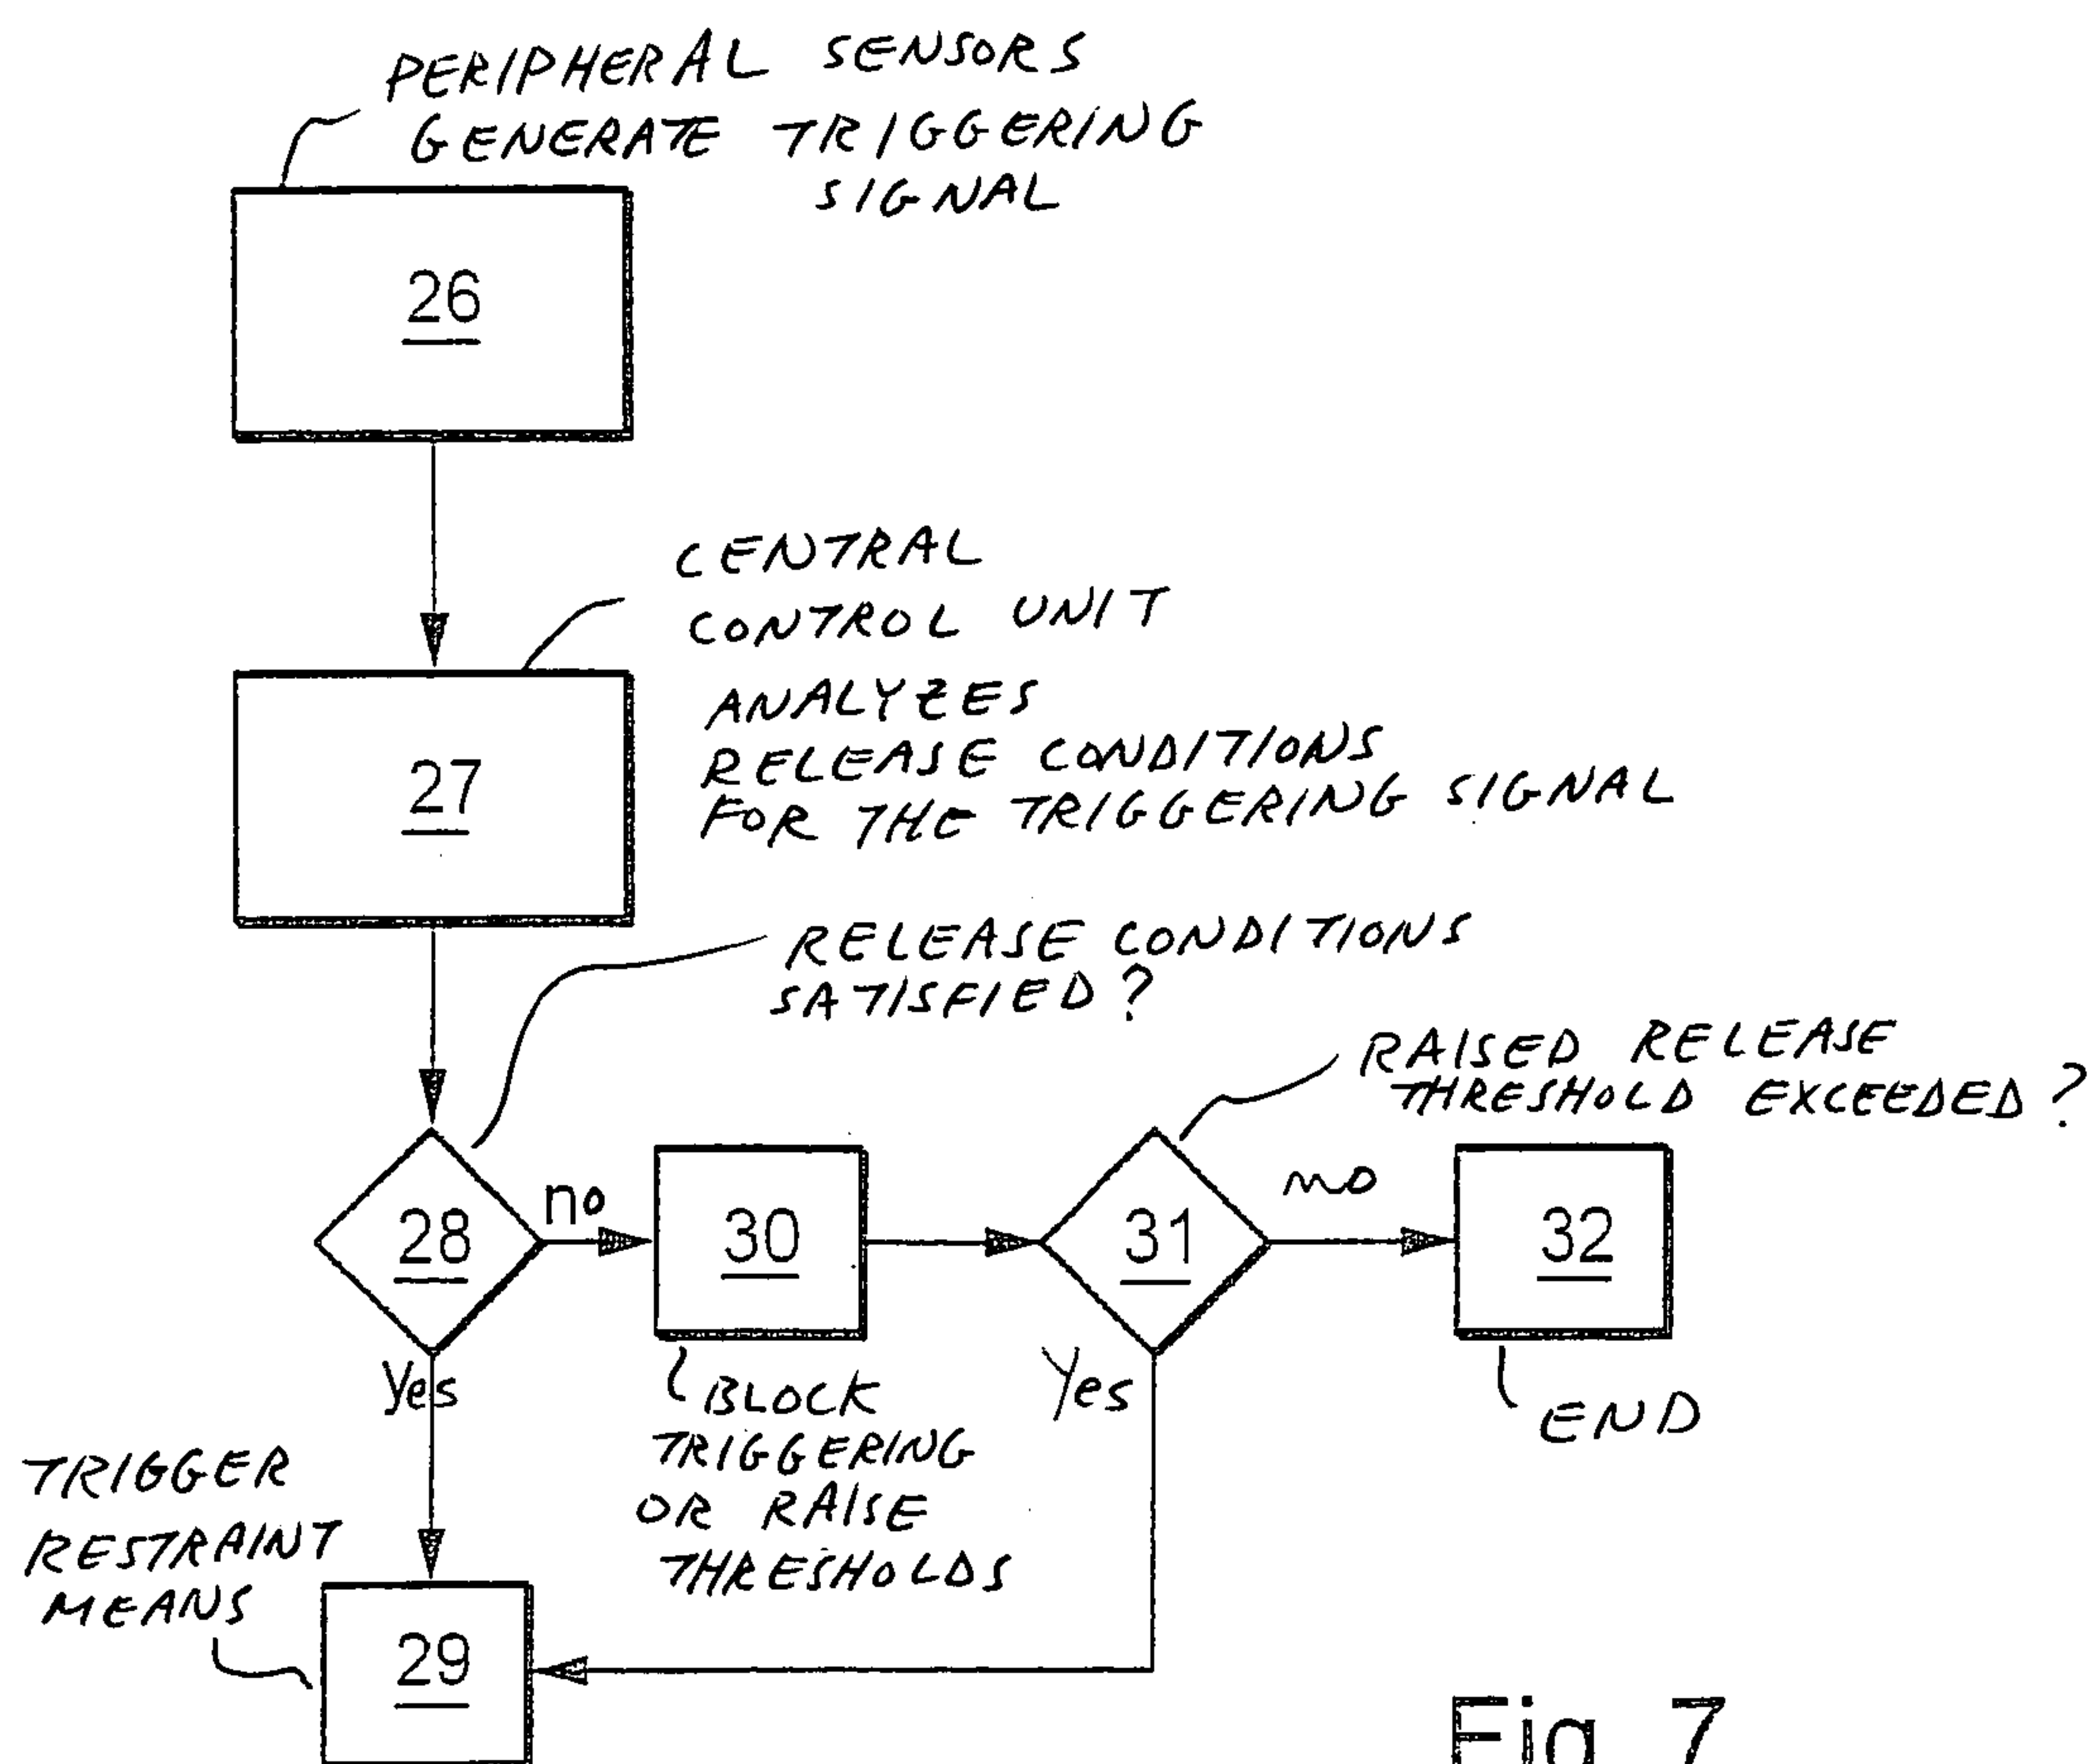 PERIPHERAL SENSORS
GENERATE TRIGGERING
SIGNAL
26
CENTRAL
CONTROL UNIT
ANALYZES
RELEASE CONDITIONS
FOR THE TRIGGERING SIGNAL
27
RELEASE CONDITIONS
SATISFIED?
RAISED RELEASE
THRESHOLD EXCEEDED?
28
no
30
31
no
32
Yes
BLOCK
TRIGGERING
OR RAISE
THRESHOLDS
Yes
END
TRIGGER
RESTRAINT
MEANS
29
Fig 7